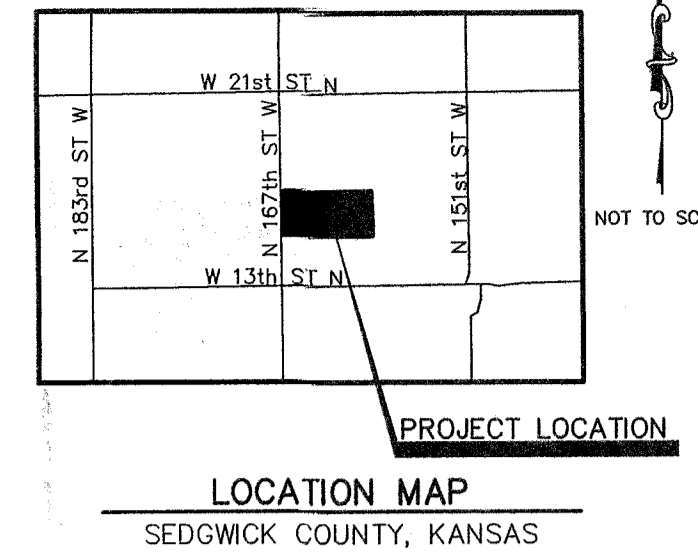 W 21st ST N
N 183rd ST W
N 167th ST W
N 151st ST W
NOT TO SC
W 13th ST N
PROJECT LOCATION
LOCATION MAP
SEDGWICK COUNTY, KANSAS